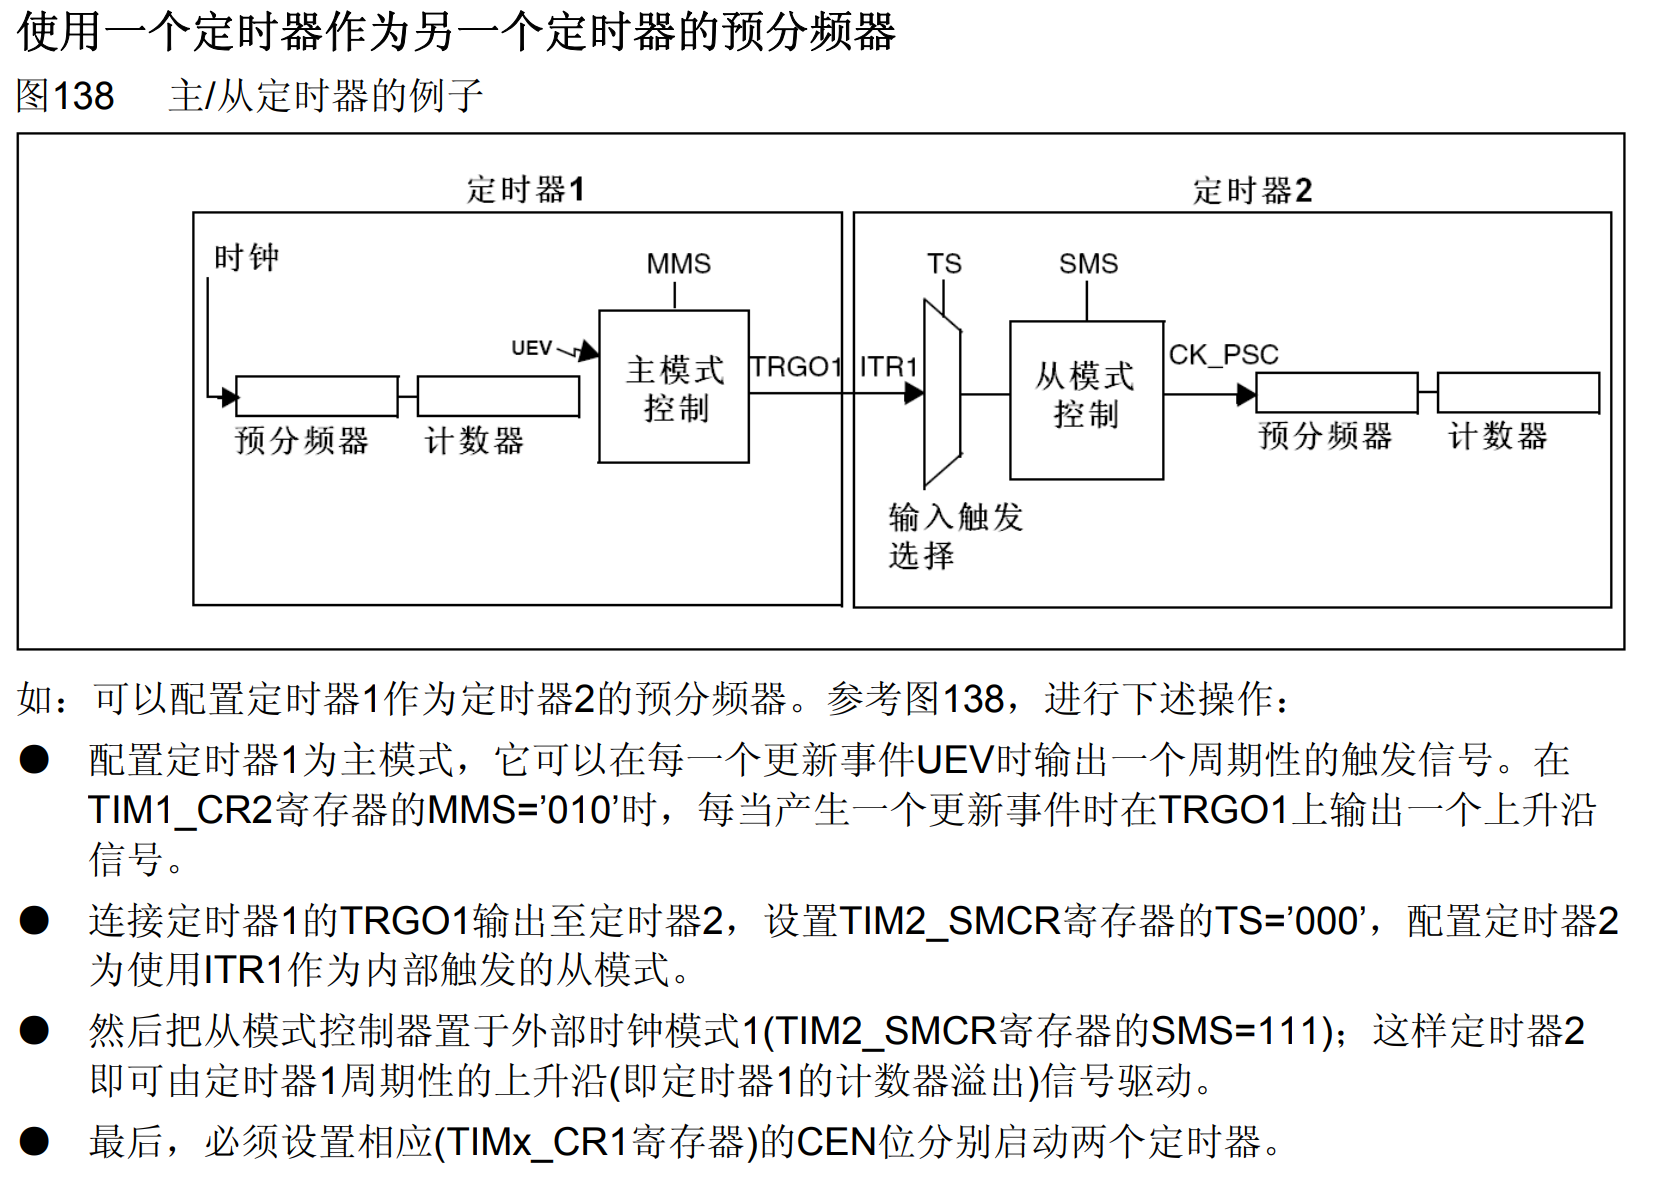 使用一个定时器作为另一个定时器的预分频器
图138 主/从定时器的例子
定时器1
定时器2
时钟
MMS
TS
SMS
UEV
主模式
控制
TRGO1
ITR1
从模式
控制
CK_PSC
预分频器
计数器
预分频器
计数器
输入触发
选择
如：可以配置定时器1作为定时器2的预分频器。参考图138，进行下述操作：
● 配置定时器1为主模式，它可以在每一个更新事件UEV时输出一个周期性的触发信号。在
TIM1_CR2寄存器的MMS=’010’时，每当产生一个更新事件时在TRGO1上输出一个上升沿
信号。
● 连接定时器1的TRGO1输出至定时器2，设置TIM2_SMCR寄存器的TS=’000’，配置定时器2
为使用ITR1作为内部触发的从模式。
● 然后把从模式控制器置于外部时钟模式1(TIM2_SMCR寄存器的SMS=111)；这样定时器2
即可由定时器1周期性的上升沿(即定时器1的计数器溢出)信号驱动。
● 最后，必须设置相应(TIMx_CR1寄存器)的CEN位分别启动两个定时器。